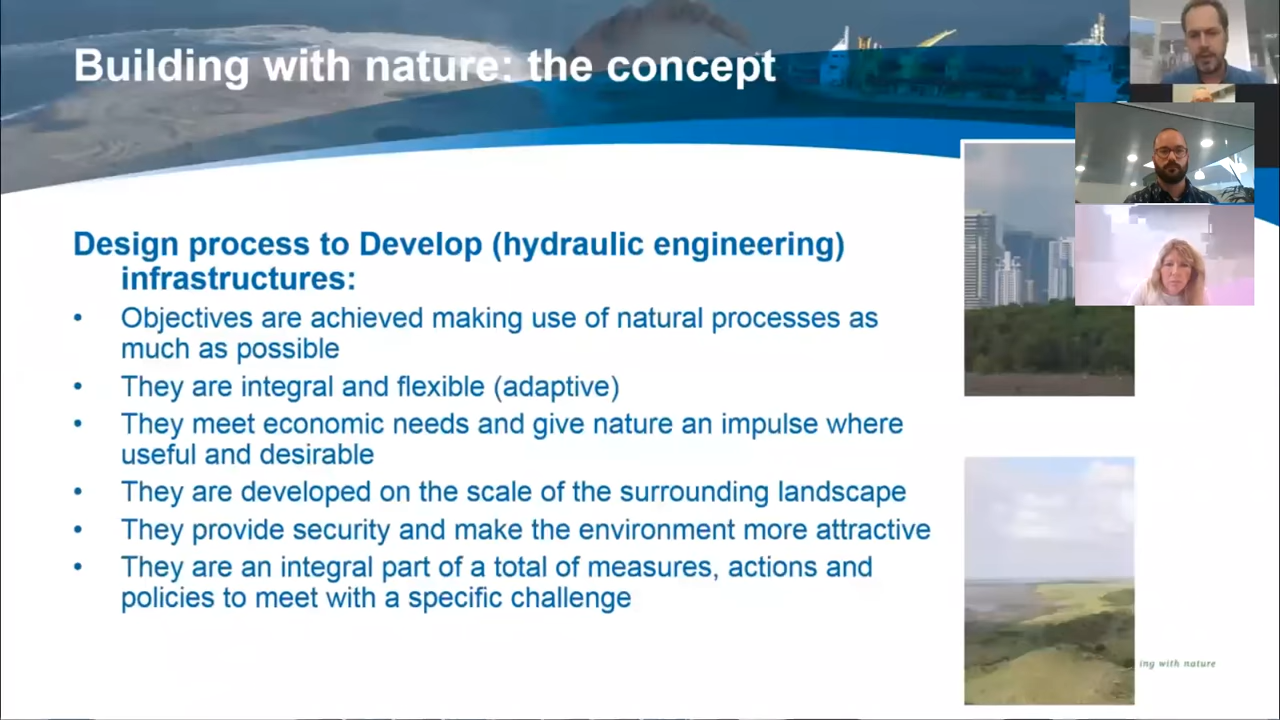 Building with nature: the concept
Design process to Develop (hydraulic engineering)
infrastructures:
• Objectives are achieved making use of natural processes as
much as possible
• They are integral and flexible (adaptive)
• They meet economic needs and give nature an impulse where
useful and desirable
• They are developed on the scale of the surrounding landscape
• They provide security and make the environment more attractive
• They are an integral part of a total of measures, actions and
policies to meet with a specific challenge
ing with nature